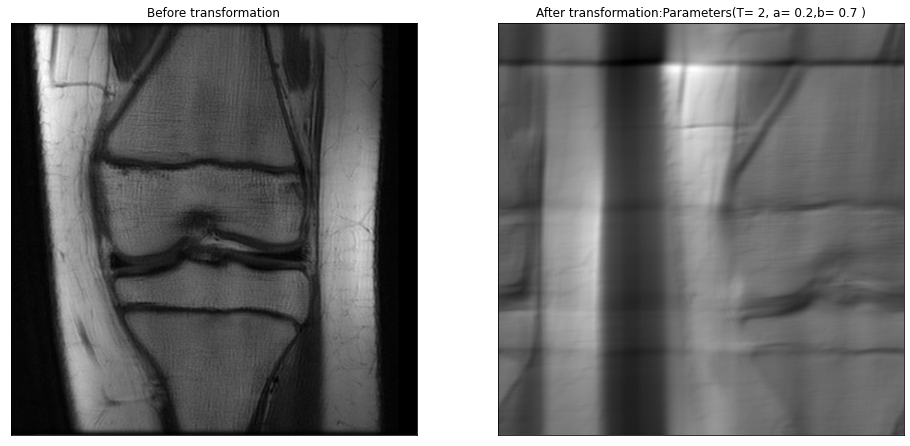 Before transformation
After transformation:Parameters(T= 2, a= 0.2,b= 0.7 )